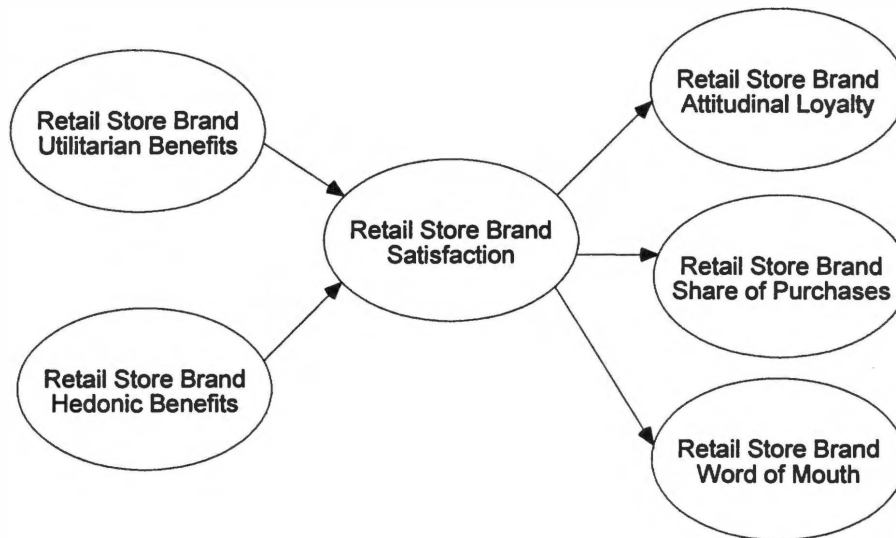 Retail Store Brand
Utilitarian Benefits
Retail Store Brand
Hedonic Benefits
Retail Store Brand
Satisfaction
Retail Store Brand
Attitudinal Loyalty
Retail Store Brand
Share of Purchases
Retail Store Brand
Word of Mouth